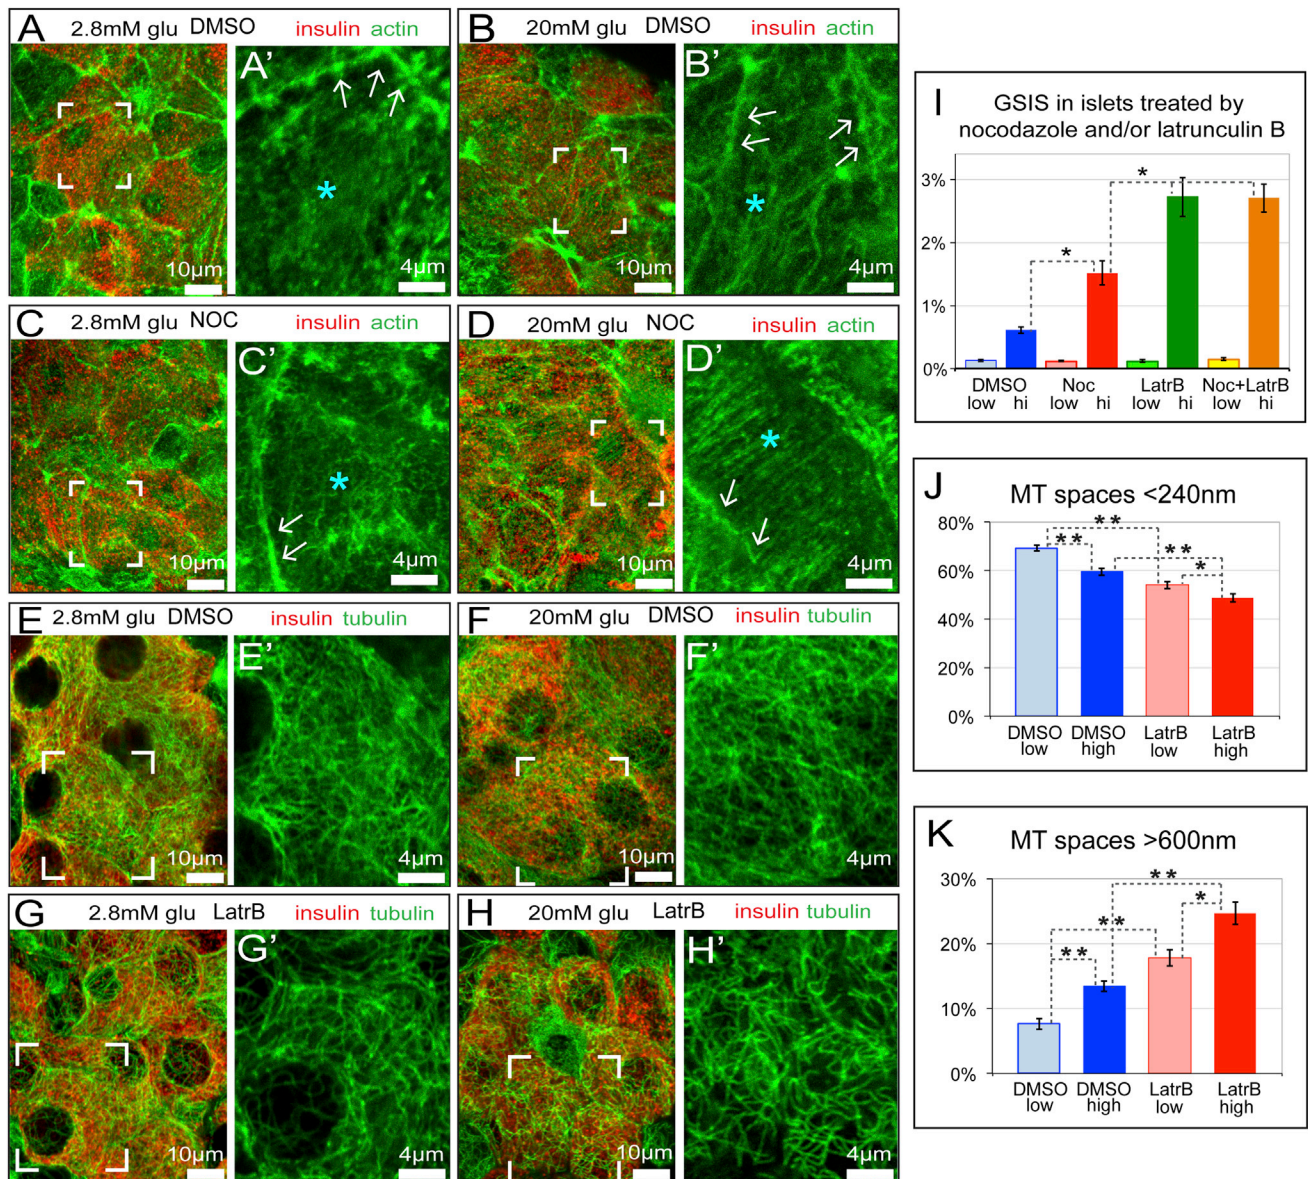 A 2.8mM glu DMSO insulin actin
A'
*
10µm
4µm
B 20mM glu DMSO insulin actin
B'
*
10µm
4µm
C 2.8mM glu NOC insulin actin
C'
*
10µm
4µm
D 20mM glu NOC insulin actin
D'
*
10µm
4µm
E 2.8mM glu DMSO insulin tubulin
E'
10µm
4µm
F 20mM glu DMSO insulin tubulin
F'
10µm
4µm
G 2.8mM glu LatrB insulin tubulin
G'
10µm
4µm
H 20mM glu LatrB insulin tubulin
H'
10µm
4µm
I
GSIS in islets treated by
nocodazole and/or latrunculin B
3%
2%
1%
0%
*
*
DMSO Noc LatrB Noc+LatrB
low hi low hi low hi low hi
J
MT spaces <240nm
80%
60%
40%
20%
0%
**
**
**
*
DMSO DMSO LatrB LatrB
low high low high
K
MT spaces >600nm
30%
20%
10%
0%
**
*
**
**
DMSO DMSO LatrB LatrB
low high low high